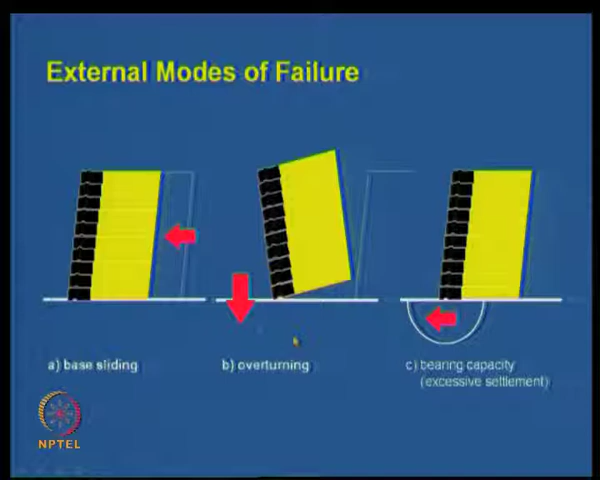 External Modes of Failure
a) base sliding
b) overturning
c) bearing capacity
(excessive settlement)
NPTEL